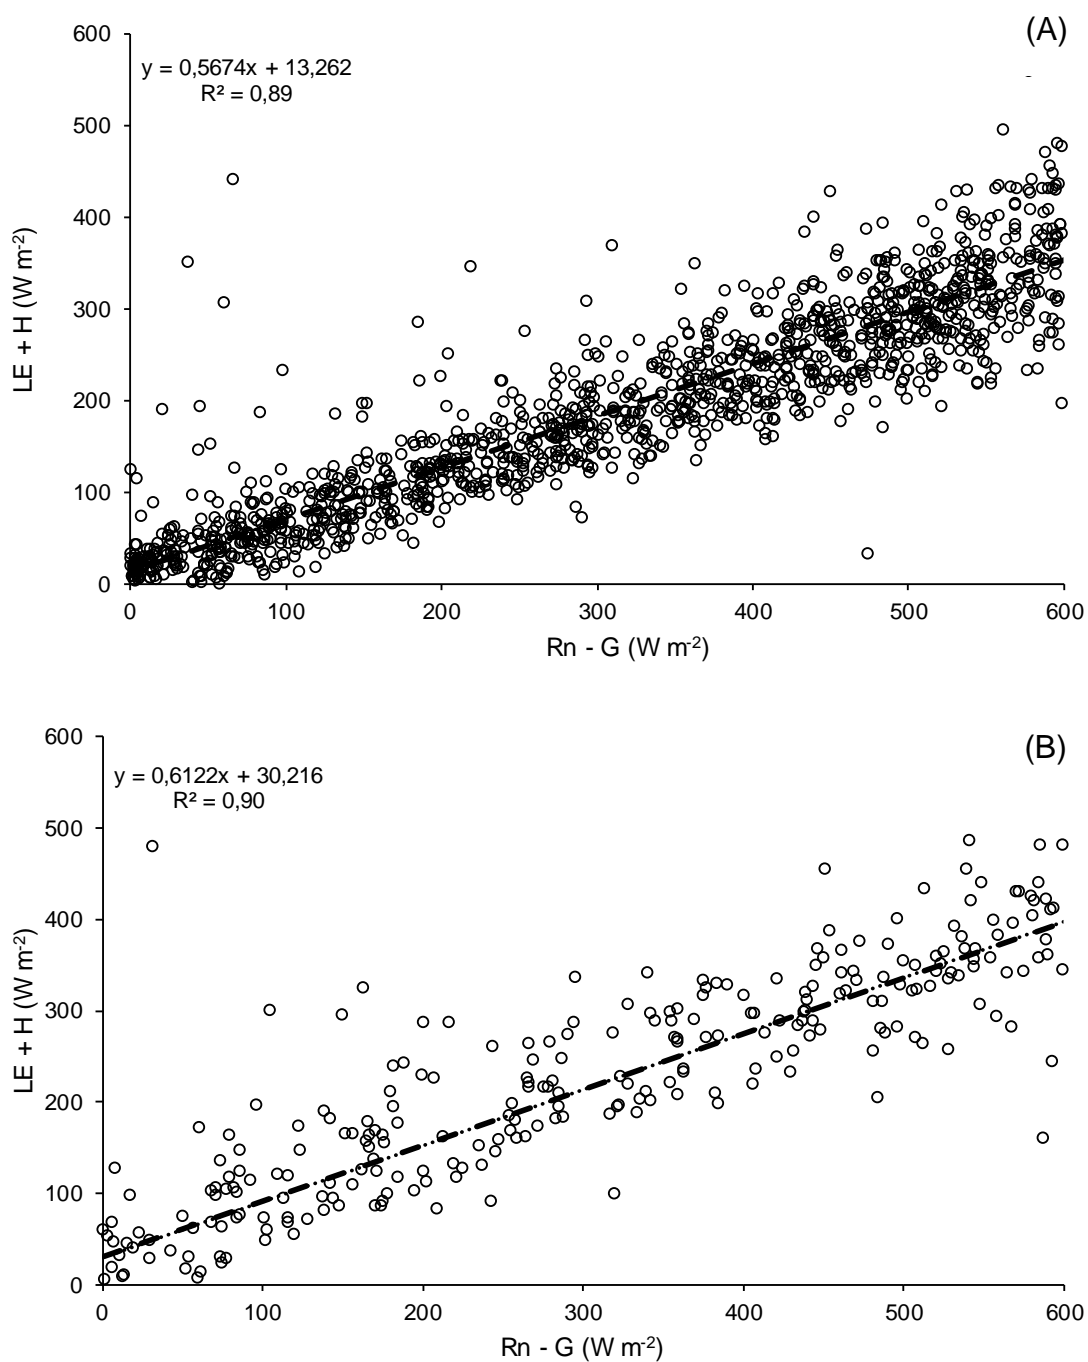 (A)
600
y = 0,5674x + 13,262
R² = 0,89
500
400
300
200
100
0
LE + H (W m-2)
0 100 200 300 400 500 600
Rn - G (W m-2)
(B)
600
y = 0,6122x + 30,216
R² = 0,90
500
400
300
200
100
0
LE + H (W m-2)
0 100 200 300 400 500 600
Rn - G (W m-2)